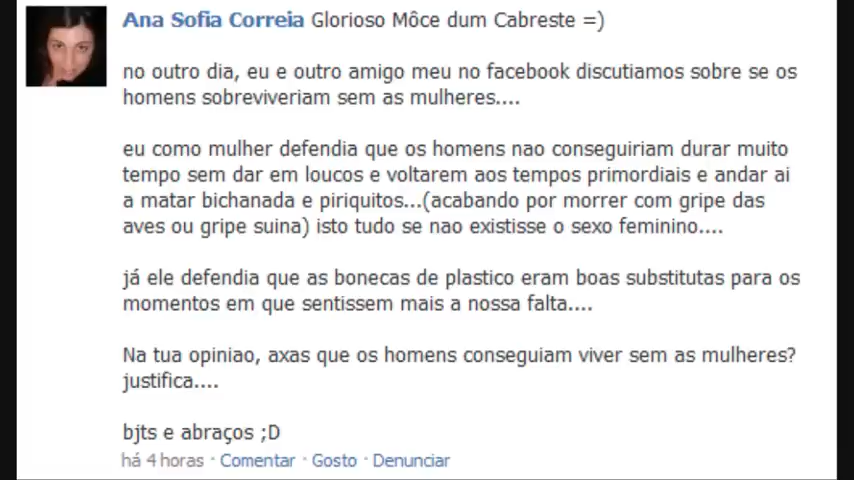 Ana Sofia Correia Glorioso Môce dum Cabreste =)
no outro dia, eu e outro amigo meu no facebook discutiamos sobre se os
homens sobreviveriam sem as mulheres....
eu como mulher defendia que os homens nao conseguiriam durar muito
tempo sem dar em loucos e voltarem aos tempos primordiais e andar ai
a matar bichanada e piriquitos...(acabando por morrer com gripe das
aves ou gripe suina) isto tudo se nao existisse o sexo feminino....
já ele defendia que as bonecas de plastico eram boas substitutas para os
momentos em que sentissem mais a nossa falta....
Na tua opiniao, axas que os homens conseguiam viver sem as mulheres?
justifica....
bjts e abraços ;D
há 4 horas · Comentar · Gosto · Denunciar